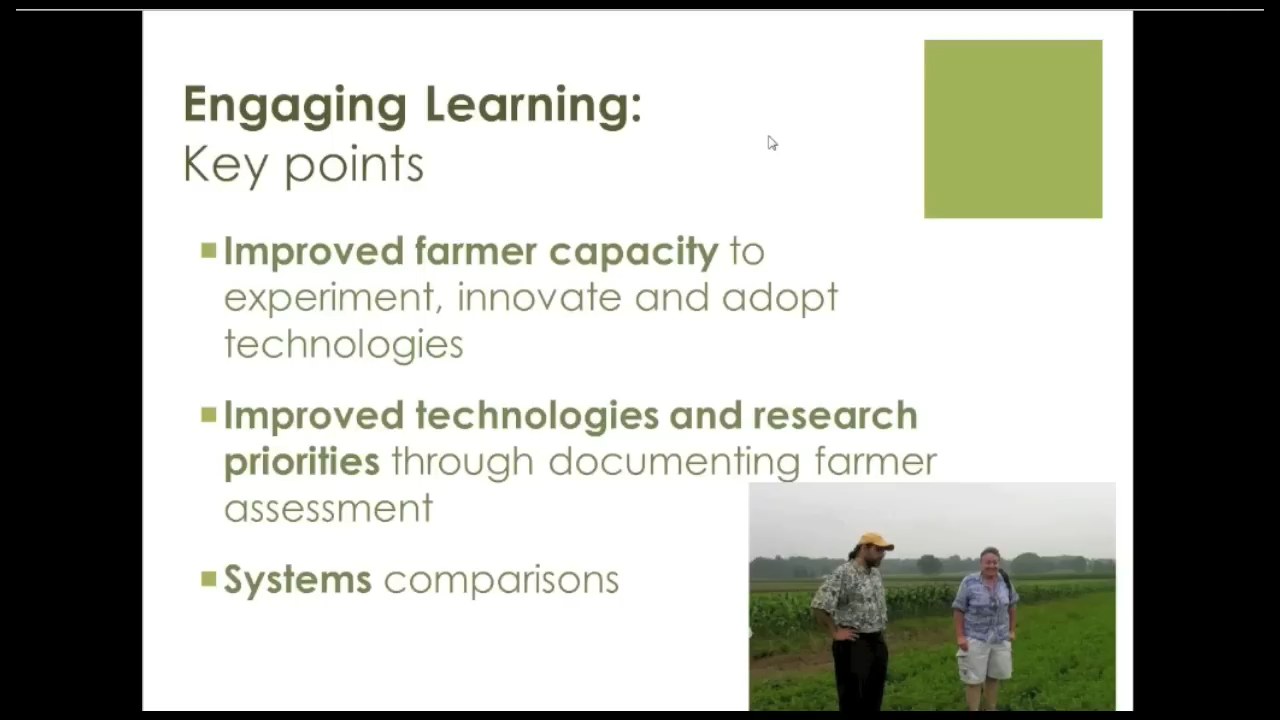 Engaging Learning:
Key points
Improved farmer capacity to
experiment, innovate and adopt
technologies
Improved technologies and research
priorities through documenting farmer
assessment
Systems comparisons